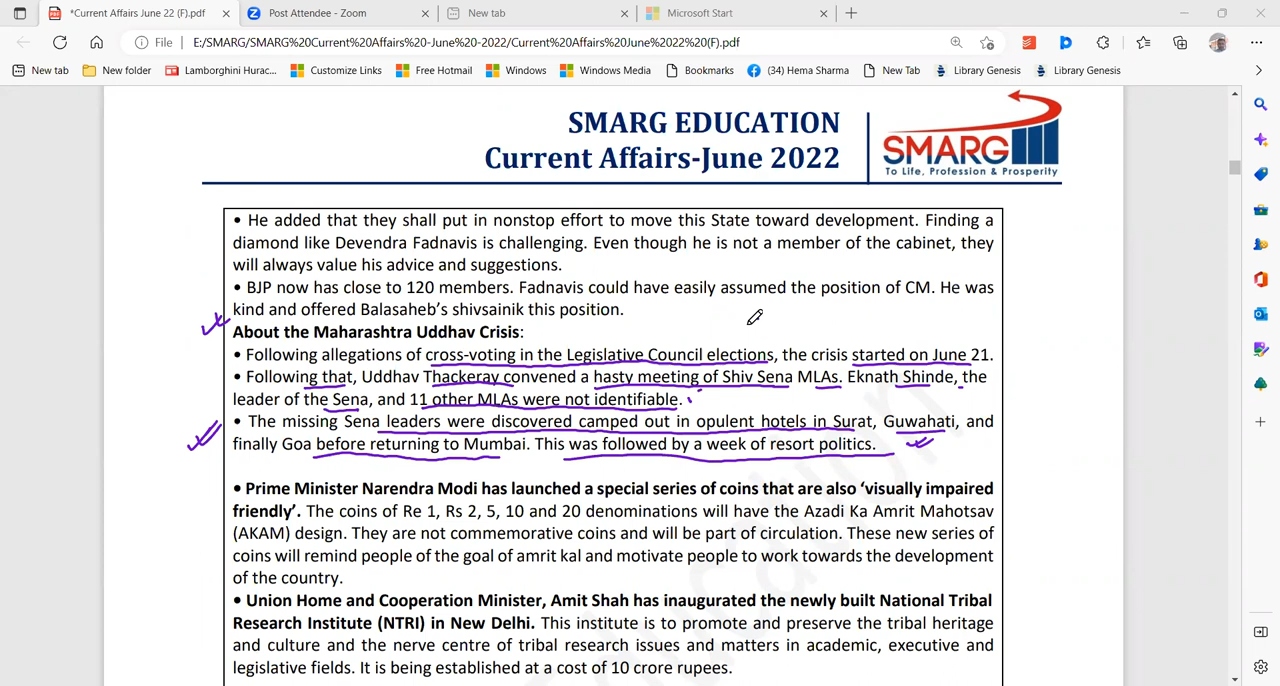 *Current Affairs June 22 (F).pdf
Post Attendee - Zoom
New tab
Microsoft Start
File
E:/SMARG/SMARG%20Current%20Affairs%20-June%20-2022/Current%20Affairs%20June%2022%20(F).pdf
New tab
New folder
Lamborghini Hurac...
Customize Links
Free Hotmail
Windows
Windows Media
Bookmarks
(34) Hema Sharma
New Tab
Library Genesis
Library Genesis
SMARG EDUCATION
Current Affairs-June 2022
SMARG
To Life, Profession & Prosperity
• He added that they shall put in nonstop effort to move this State toward development. Finding a
diamond like Devendra Fadnavis is challenging. Even though he is not a member of the cabinet, they
will always value his advice and suggestions.
• BJP now has close to 120 members. Fadnavis could have easily assumed the position of CM. He was
kind and offered Balasaheb's shivsainik this position.
About the Maharashtra Uddhav Crisis:
• Following allegations of cross-voting in the Legislative Council elections, the crisis started on June 21.
• Following that, Uddhav Thackeray convened a hasty meeting of Shiv Sena MLAs. Eknath Shinde, the
leader of the Sena, and 11 other MLAs were not identifiable.
• The missing Sena leaders were discovered camped out in opulent hotels in Surat, Guwahati, and
finally Goa before returning to Mumbai. This was followed by a week of resort politics.
• Prime Minister Narendra Modi has launched a special series of coins that are also 'visually impaired
friendly'. The coins of Re 1, Rs 2, 5, 10 and 20 denominations will have the Azadi Ka Amrit Mahotsav
(AKAM) design. They are not commemorative coins and will be part of circulation. These new series of
coins will remind people of the goal of amrit kal and motivate people to work towards the development
of the country.
• Union Home and Cooperation Minister, Amit Shah has inaugurated the newly built National Tribal
Research Institute (NTRI) in New Delhi. This institute is to promote and preserve the tribal heritage
and culture and the nerve centre of tribal research issues and matters in academic, executive and
legislative fields. It is being established at a cost of 10 crore rupees.